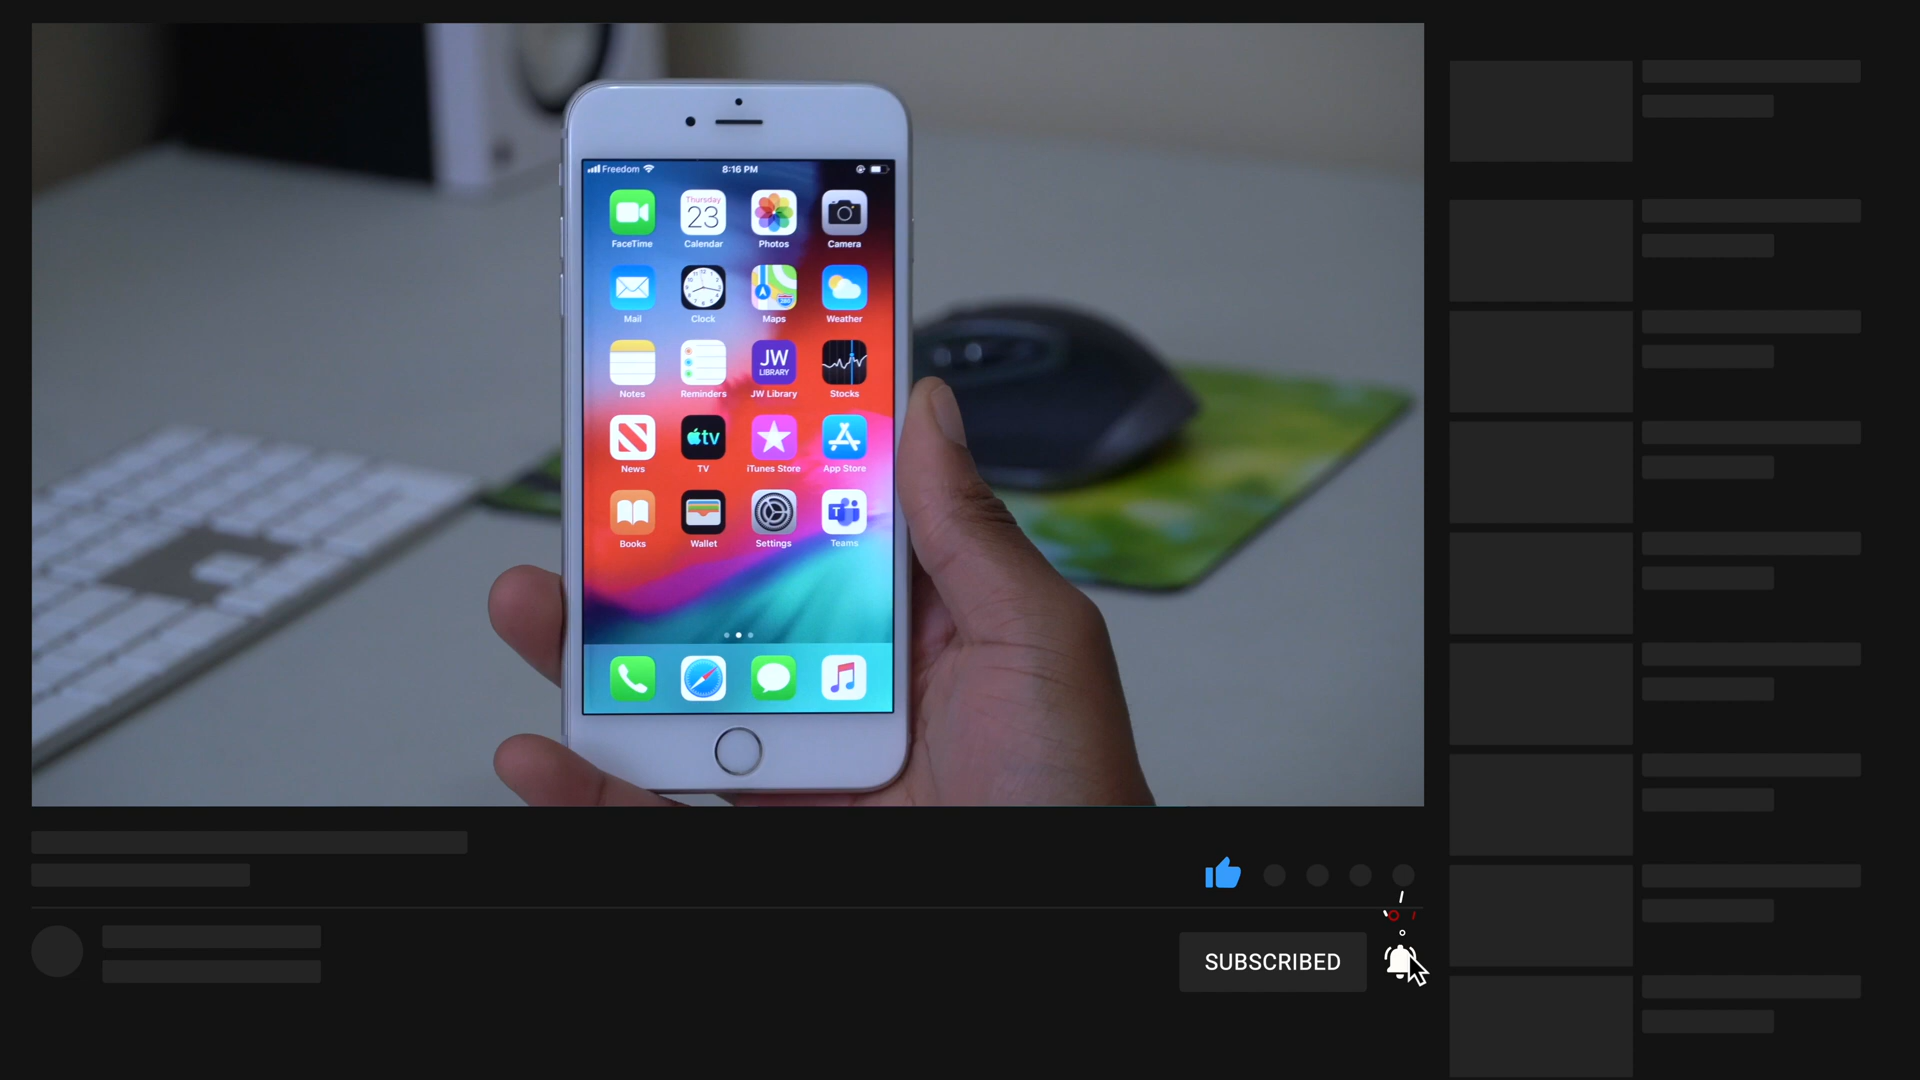 Freedom 8:16 PM
Thursday
23
FaceTime Calendar Photos Camera
Mail Clock Maps Weather
JW
LIBRARY
Notes Reminders JW Library Stocks
tv
News TV iTunes Store App Store
T
Books Wallet Settings Teams
SUBSCRIBED